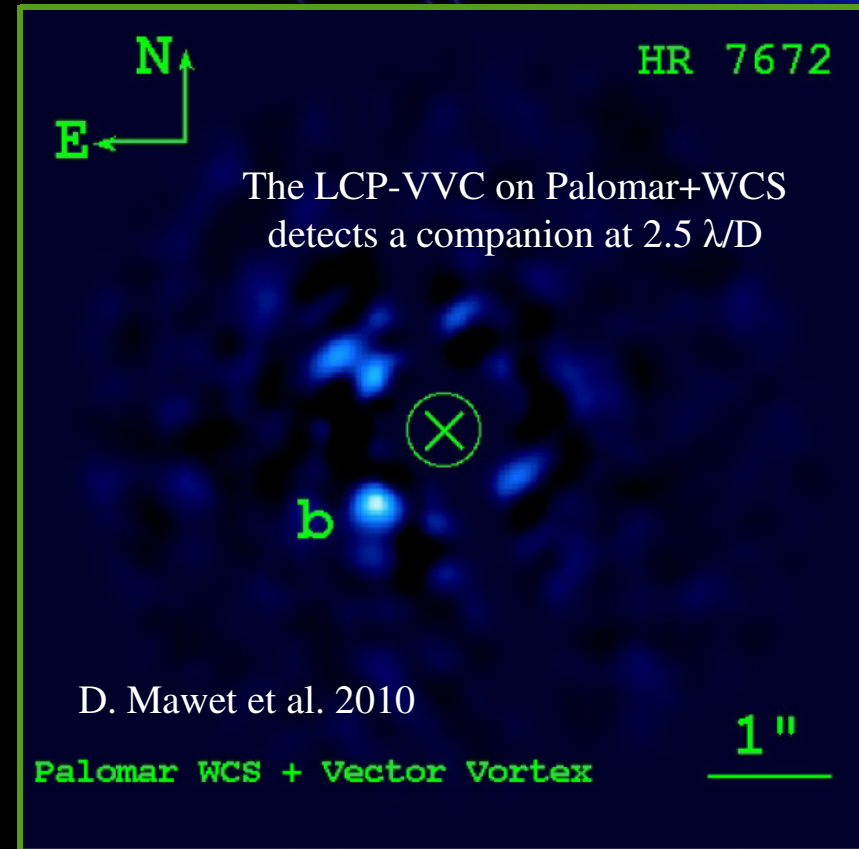 N
HR 7672
E
The LCP-VVC on Palomar+WCS
detects a companion at 2.5 λ/D
b
D. Mawet et al. 2010
1"
Palomar WCS + Vector Vortex